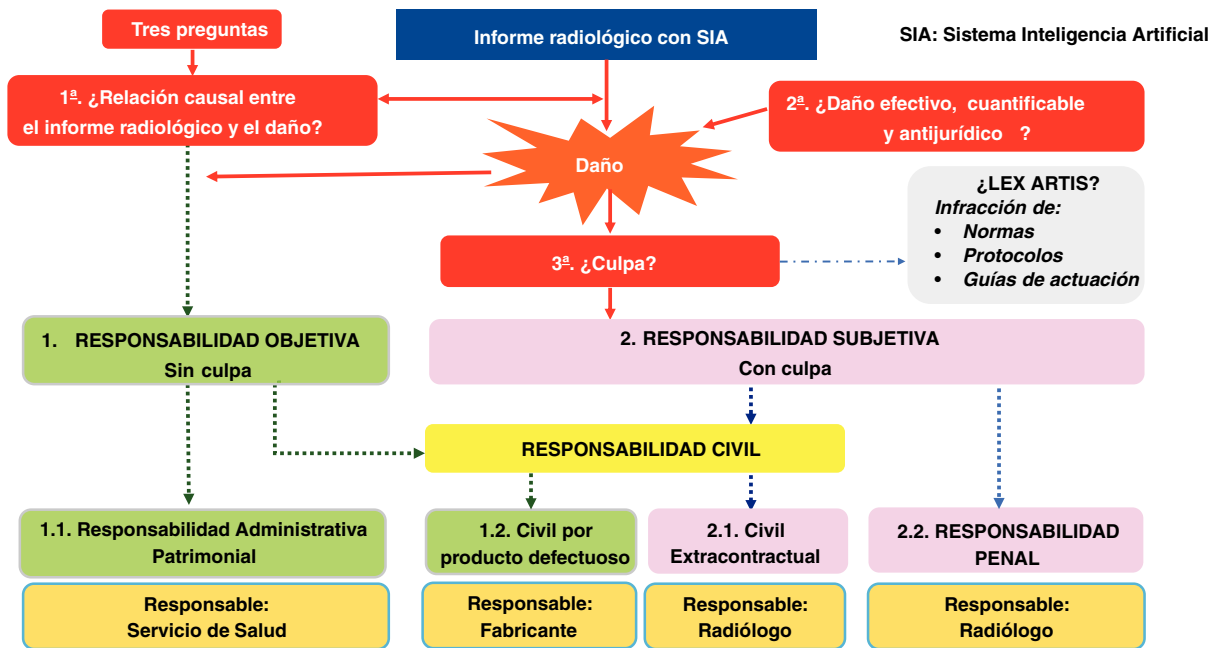 Tres preguntas
Informe radiológico con SIA
SIA: Sistema Inteligencia Artificial
1ª. ¿Relación causal entre
el informe radiológico y el daño?
2ª. ¿Daño efectivo, cuantificable
y antijurídico ?
Daño
¿LEX ARTIS?
Infracción de:
• Normas
• Protocolos
• Guías de actuación
3ª. ¿Culpa?
1. RESPONSABILIDAD OBJETIVA
Sin culpa
2. RESPONSABILIDAD SUBJETIVA
Con culpa
RESPONSABILIDAD CIVIL
1.1. Responsabilidad Administrativa
Patrimonial
1.2. Civil por
producto defectuoso
2.1. Civil
Extracontractual
2.2. RESPONSABILIDAD
PENAL
Responsable:
Servicio de Salud
Responsable:
Fabricante
Responsable:
Radiólogo
Responsable:
Radiólogo